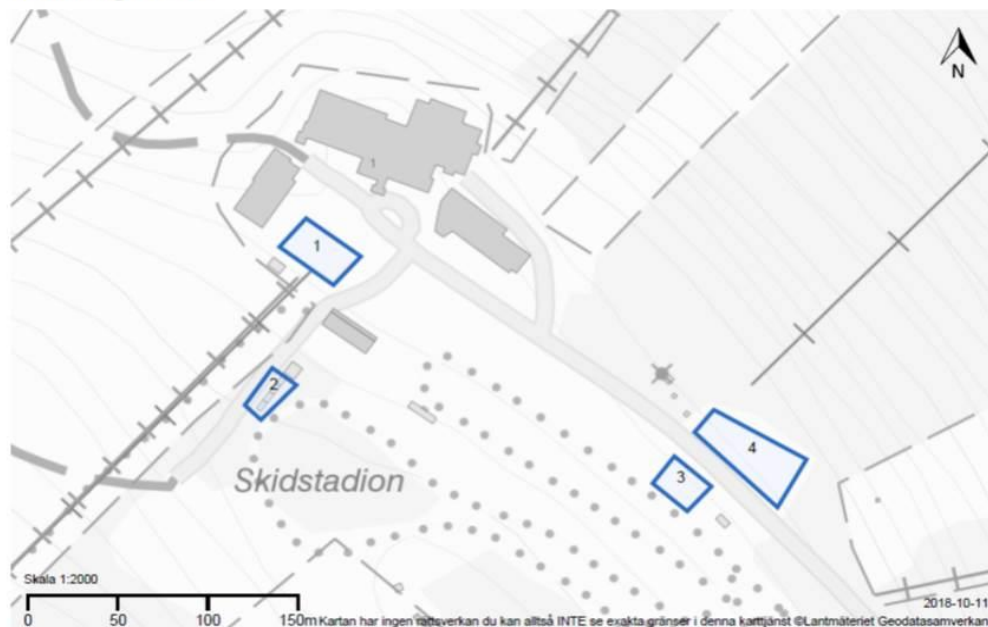 N
1
1
2
4
3
Skidstadion
Skala 1:2000
0 50 100 150m
2018-10-11
Kartan har ingen rättsverkan du kan alltså INTE se exakta gränser i denna karttjänst ©Lantmäteriet Geodatasamverkan